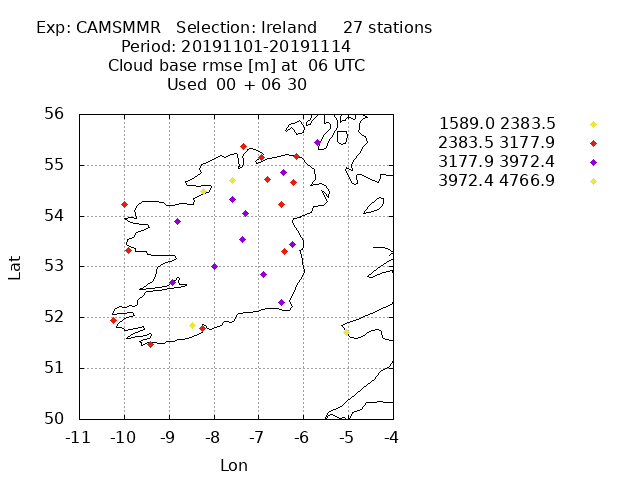 Exp: CAMSMMR Selection: Ireland 27 stations
Period: 20191101-20191114
Cloud base rmse [m] at 06 UTC
Used 00 + 06 30
1589.0 2383.5
2383.5 3177.9
3177.9 3972.4
3972.4 4766.9
56
55
54
53
52
51
50
Lat
-11 -10 -9 -8 -7 -6 -5 -4
Lon